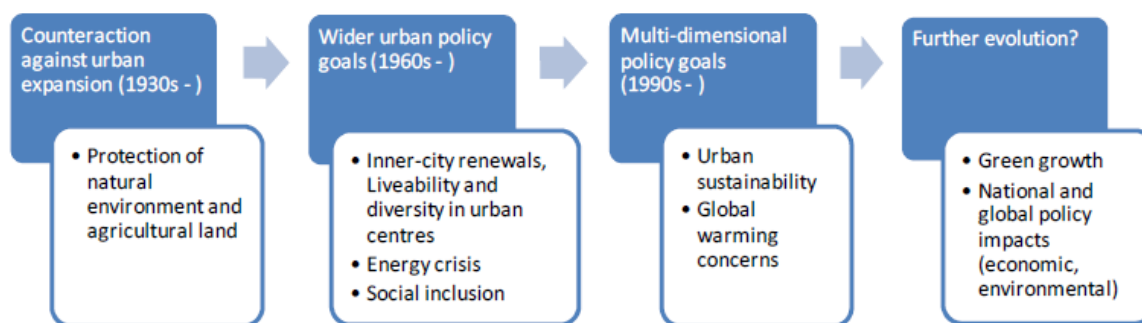 Counteraction
against urban
expansion (1930s - )
• Protection of
natural
environment and
agricultural land
Wider urban policy
goals (1960s - )
• Inner-city renewals,
Liveability and
diversity in urban
centres
• Energy crisis
• Social inclusion
Multi-dimensional
policy goals
(1990s - )
• Urban
sustainability
• Global
warming
concerns
Further evolution?
• Green growth
• National and
global policy
impacts
(economic,
environmental)